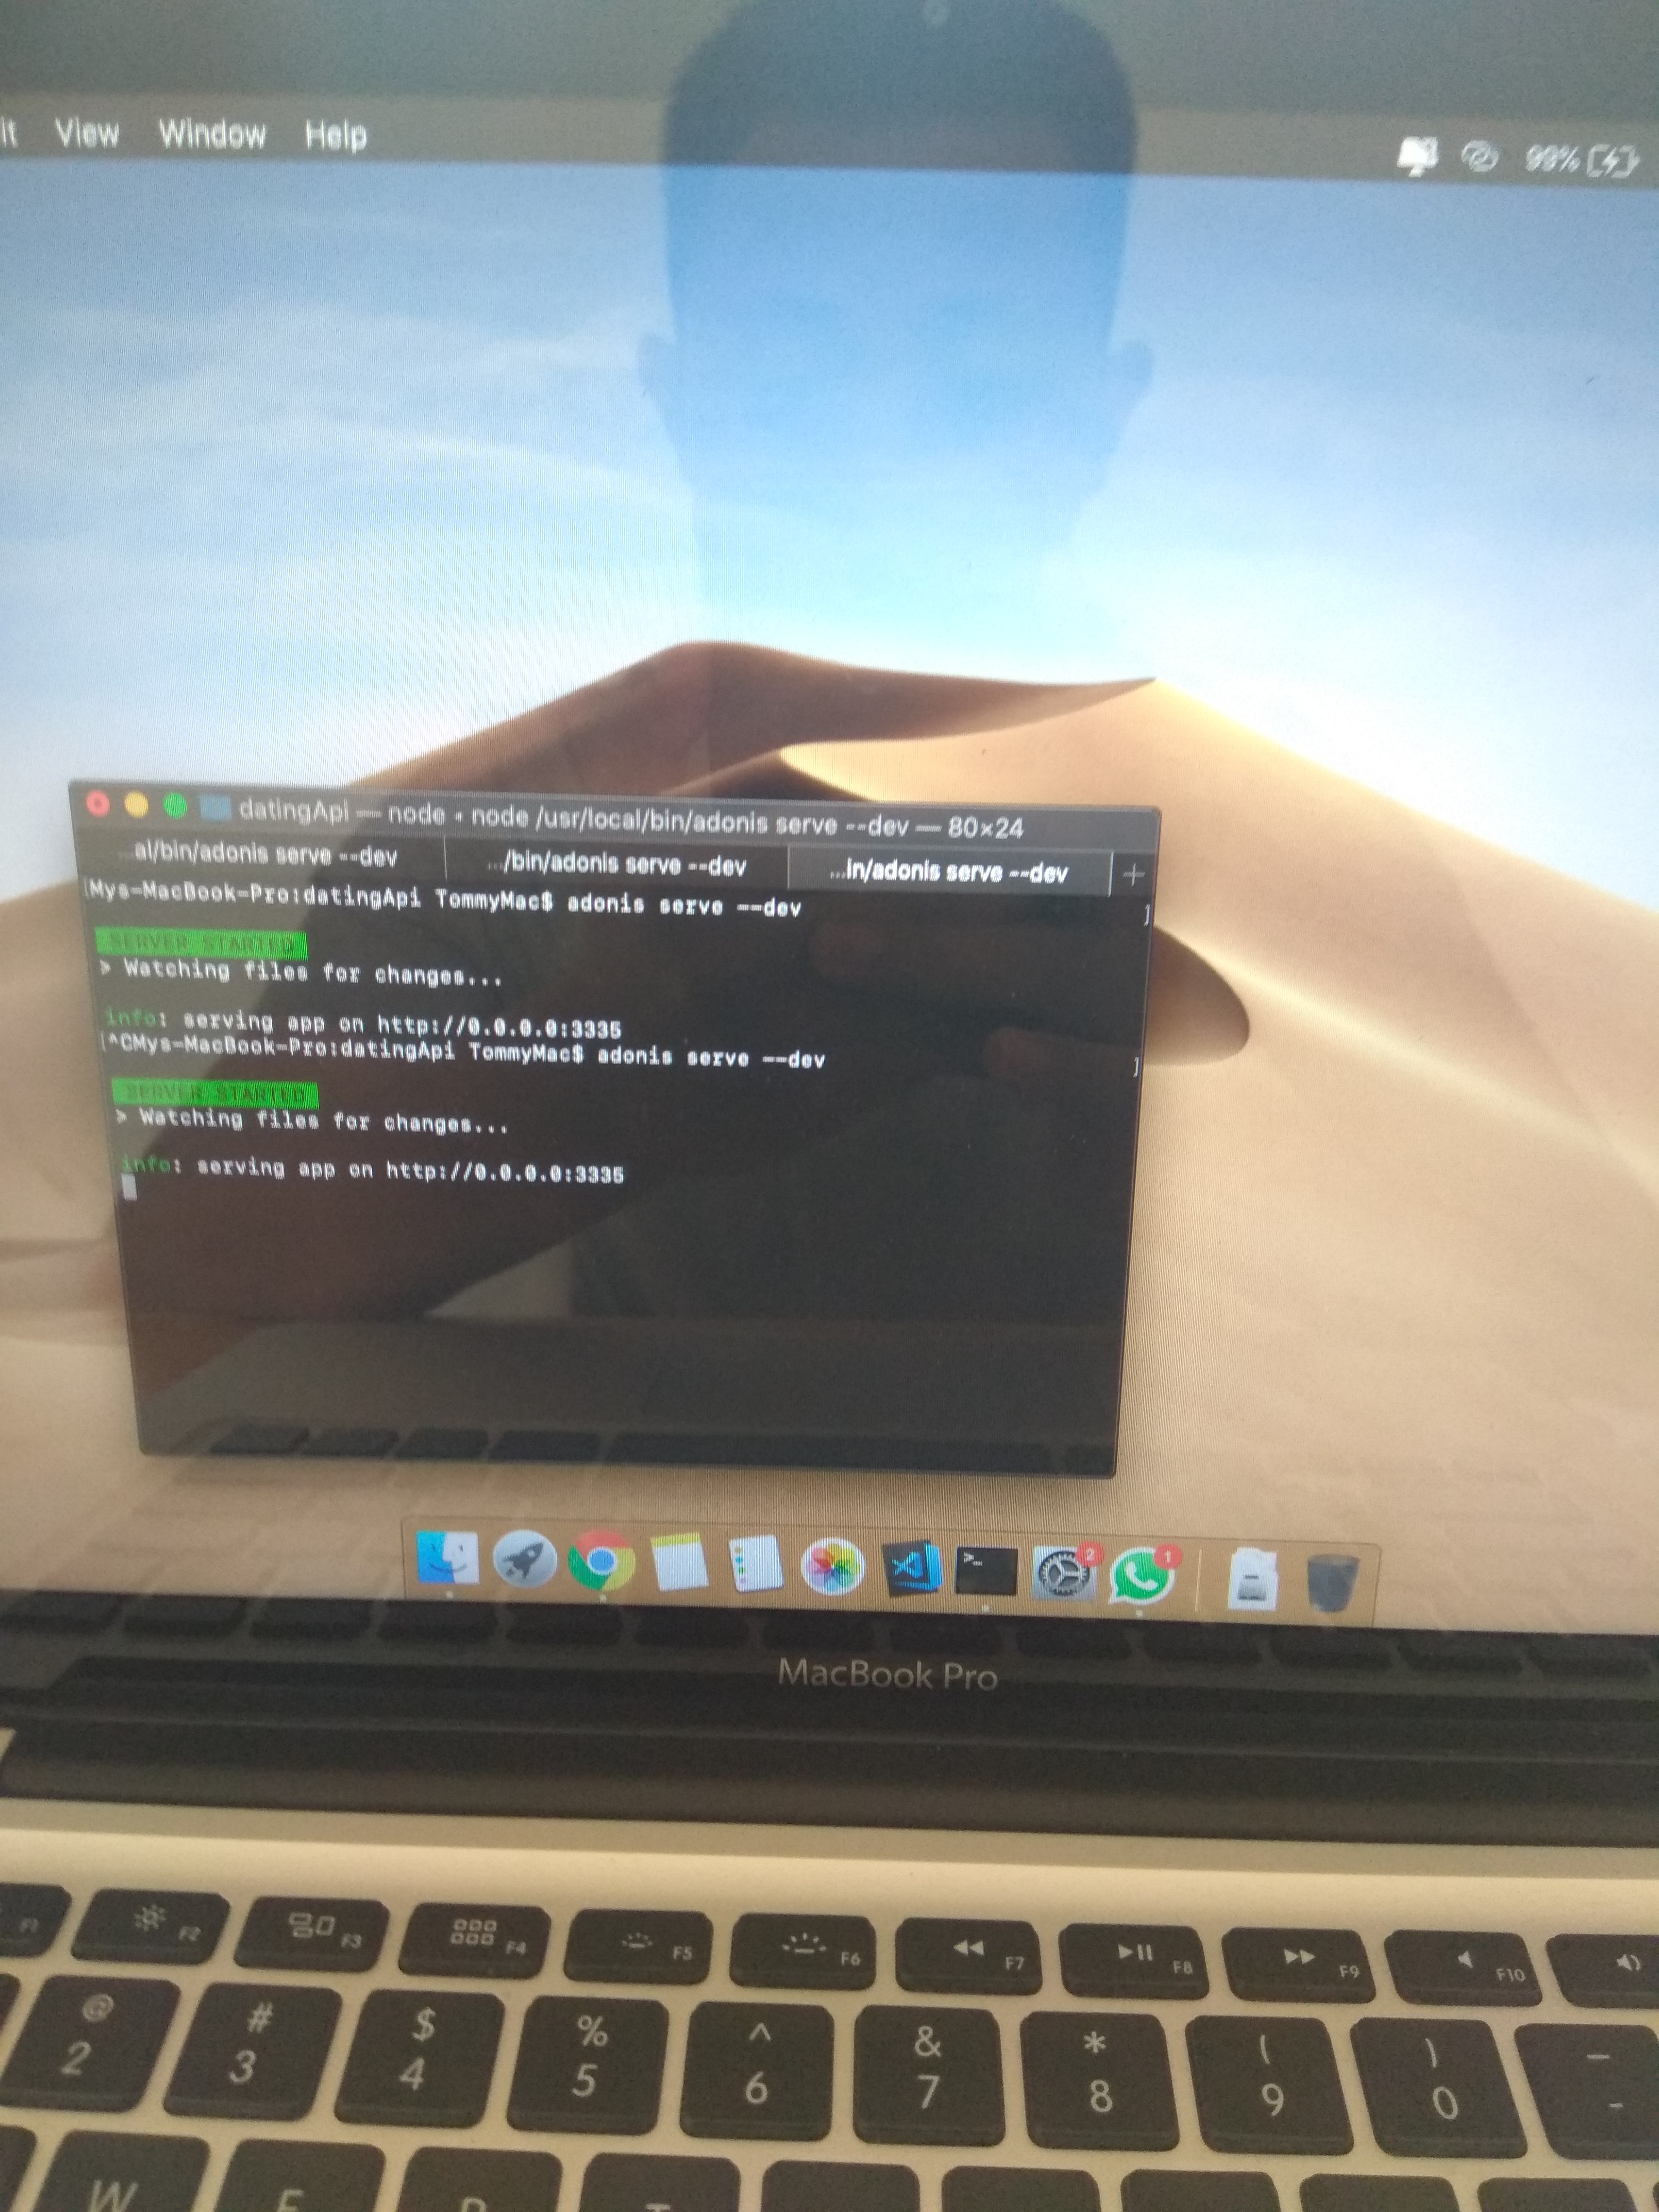 it View Window Help
99%
datingApi — node • node /usr/local/bin/adonis serve --dev — 80×24
...al/bin/adonis serve --dev .../bin/adonis serve --dev ...in/adonis serve --dev +
[Mys-MacBook-Pro:datingApi TommyMac$ adonis serve --dev ]
SERVER STARTED
> Watching files for changes...
info: serving app on http://0.0.0.0:3335
[^CMys-MacBook-Pro:datingApi TommyMac$ adonis serve --dev ]
SERVER STARTED
> Watching files for changes...
info: serving app on http://0.0.0.0:3335
>_ 2 1
MacBook Pro
F1 F2 F3 F4 F5 F6 F7 F8 F9 F10
@ # $ % ^ & * ( )
2 3 4 5 6 7 8 9 0 -
W E